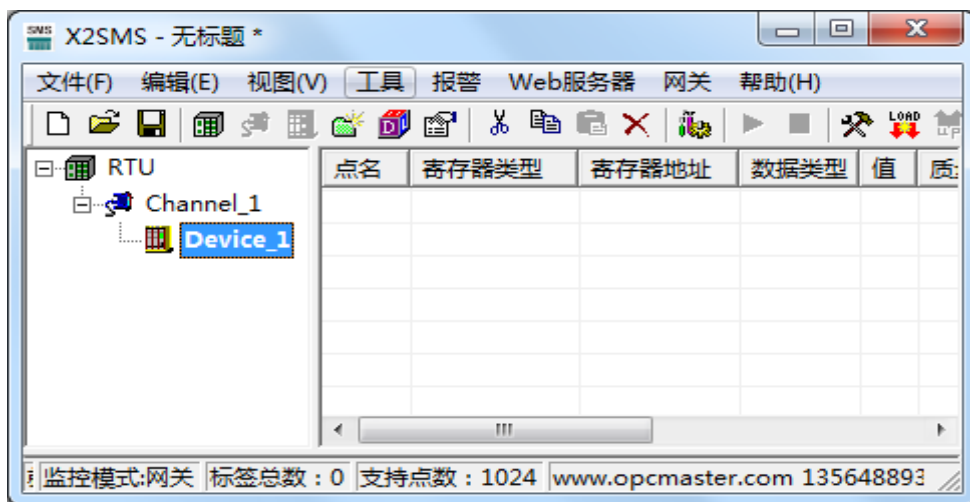 X2SMS - 无标题 *
文件(F) 编辑(E) 视图(V) 工具 报警 Web服务器 网关 帮助(H)
RTU
Channel_1
Device_1
点名 寄存器类型 寄存器地址 数据类型 值
监控模式:网关 标签总数：0 支持点数：1024 www.opcmaster.com 135648893